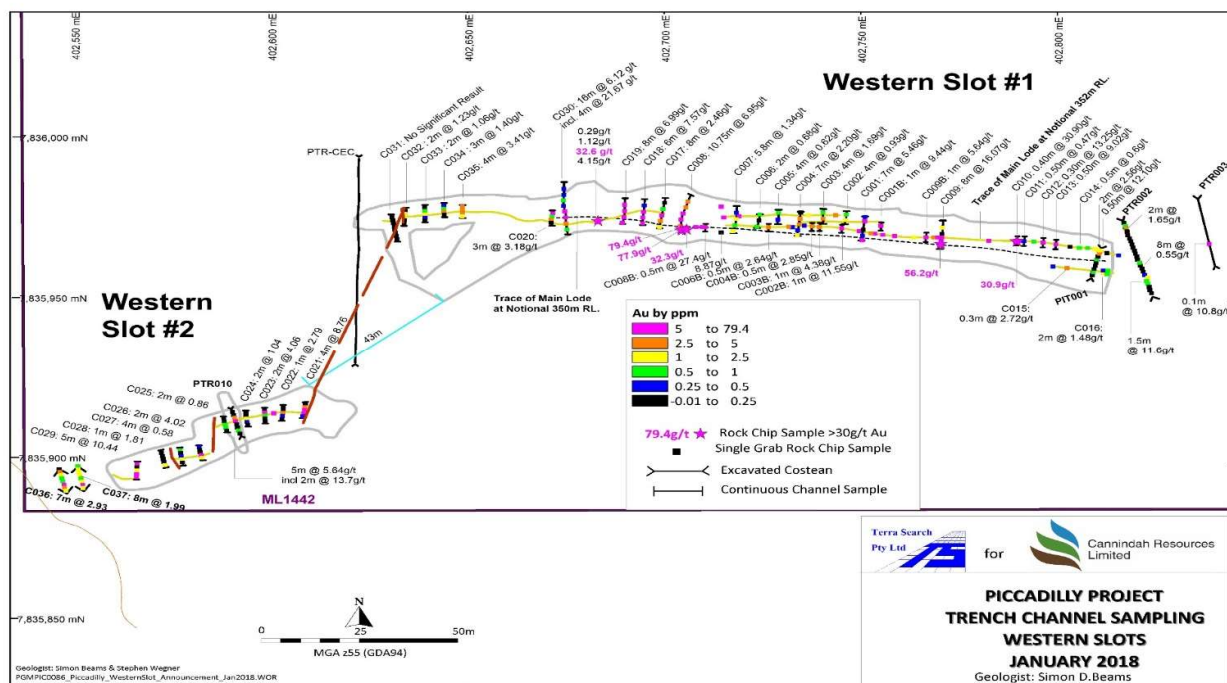 402,550 mE
402,600 mE
402,650 mE
402,700 mE
402,750 mE
402,800 mE
7,836,000 mN
7,835,950 mN
7,835,900 mN
7,835,850 mN
Western Slot #1
Western
Slot #2
PTR-CEC
C031: No Significant Result
C032 : 2m @ 1.23g/t
C033 : 2m @ 1.06g/t
C034 : 3m @ 1.40g/t
C035: 4m @ 3.41g/t
C030: 16m @ 6.12 g/t
incl. 4m @ 21.67 g/t
0.29g/t
1.12g/t
32.6 g/t
4.15g/t
C019: 8m @ 6.99g/t
C018: 6m @ 7.57g/t
C017: 8m @ 2.46g/t
C008: 10.75m @ 6.95g/t
C007: 5.8m @ 1.34g/t
C006: 2m @ 0.68g/t
C005: 4m @ 0.62g/t
C004: 7m @ 2.20g/t
C003: 4m @ 1.69g/t
C002: 4m @ 0.93g/t
C001: 7m @ 5.46g/t
C001B: 1m @ 9.44g/t
C009B: 1m @ 5.64g/t
C009: 8m @ 16.07g/t
Trace of Main Lode at Notional 352m RL.
C010: 0.40m @ 30.90g/t
C011: 0.50m @ 0.47g/t
C012: 0.30m @ 13.25g/t
C013: 0.50m @ 9.02g/t
C014: 0.5m @ 0.6g/t
2m @ 2.56g/t
0.50m @ 12.10g/t
PTR002
PTR003
2m @
1.65g/t
8m @
0.55g/t
0.1m
@ 10.8g/t
1.5m
@ 11.6g/t
C020:
3m @ 3.18g/t
79.4g/t
77.9g/t
32.3g/t
C008B: 0.5m @ 27.4g/t
8.87g/t
C006B: 0.5m @ 2.64g/t
C004B: 0.5m @ 2.85g/t
C003B: 1m @ 4.36g/t
C002B: 1m @ 11.55g/t
56.2g/t
30.9g/t
PIT001
C015:
0.3m @ 2.72g/t
C016:
2m @ 1.48g/t
Trace of Main Lode
at Notional 350m RL.
43m
PTR010
C024: 2m @ 1.04
C023: 2m @ 4.06
C022: 1m @ 2.79
C021: 4m @ 8.76
C025: 2m @ 0.86
C026: 2m @ 4.02
C027: 4m @ 0.58
C028: 1m @ 1.81
C029: 5m @ 10.44
5m @ 5.64g/t
incl 2m @ 13.7g/t
C036: 7m @ 2.93
C037: 8m @ 1.99
ML1442
Au by ppm
5 to 79.4
2.5 to 5
1 to 2.5
0.5 to 1
0.25 to 0.5
-0.01 to 0.25
79.4g/t Rock Chip Sample >30g/t Au
Single Grab Rock Chip Sample
Excavated Costean
Continuous Channel Sample
N
0 25 50m
MGA z55 (GDA94)
Geologist: Simon Beams & Stephen Wegner
PGMPIC0086_Piccadilly_WesternSlot_Announcement_Jan2018.WOR
Terra Search
Pty Ltd
for
Cannindah Resources
Limited
PICCADILLY PROJECT
TRENCH CHANNEL SAMPLING
WESTERN SLOTS
JANUARY 2018
Geologist: Simon D.Beams